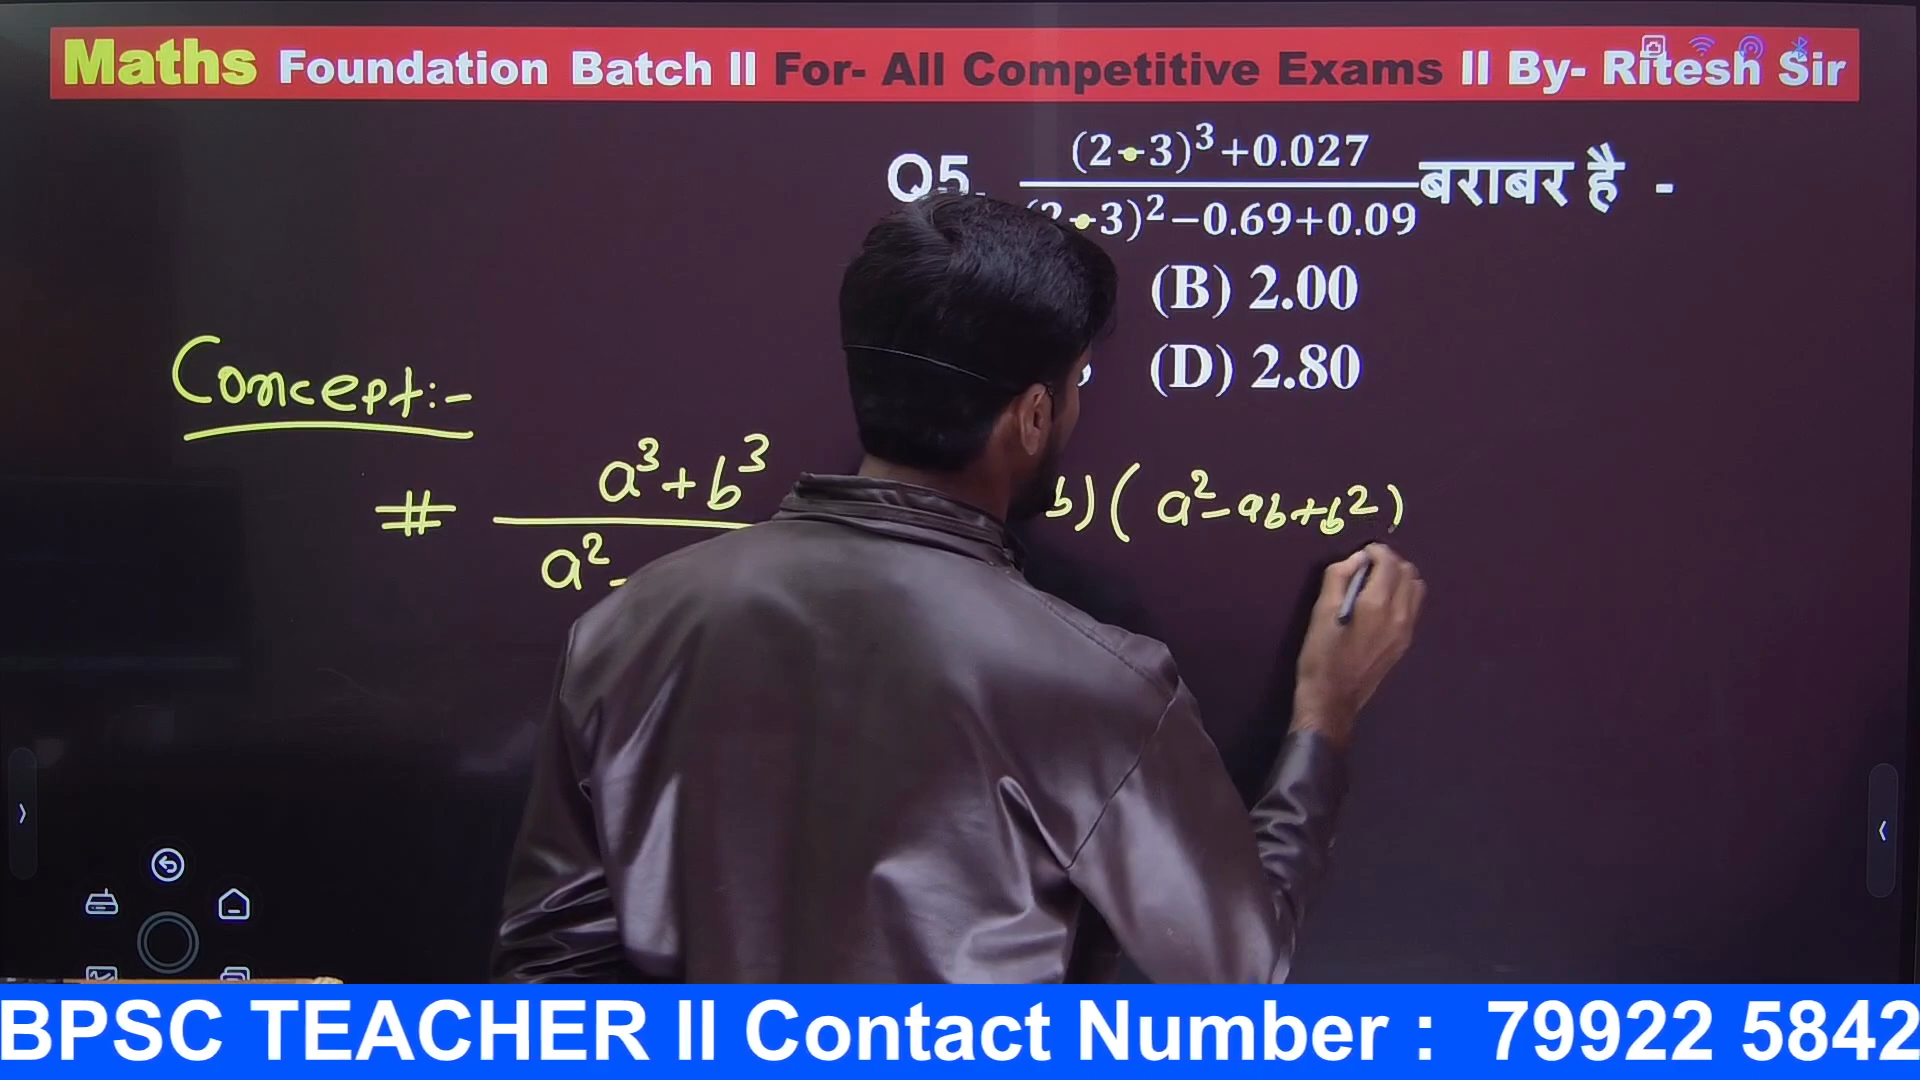 Maths Foundation Batch II For- All Competitive Exams II By- Ritesh Sir
Q5. (2.3)³+0.027 / (2.3)²−0.69+0.09 बराबर है -
(B) 2.00
(D) 2.80
Concept:-
# a³+b³ / a²-
b) ( a²-ab+b² )
BPSC TEACHER II Contact Number : 79922 5842